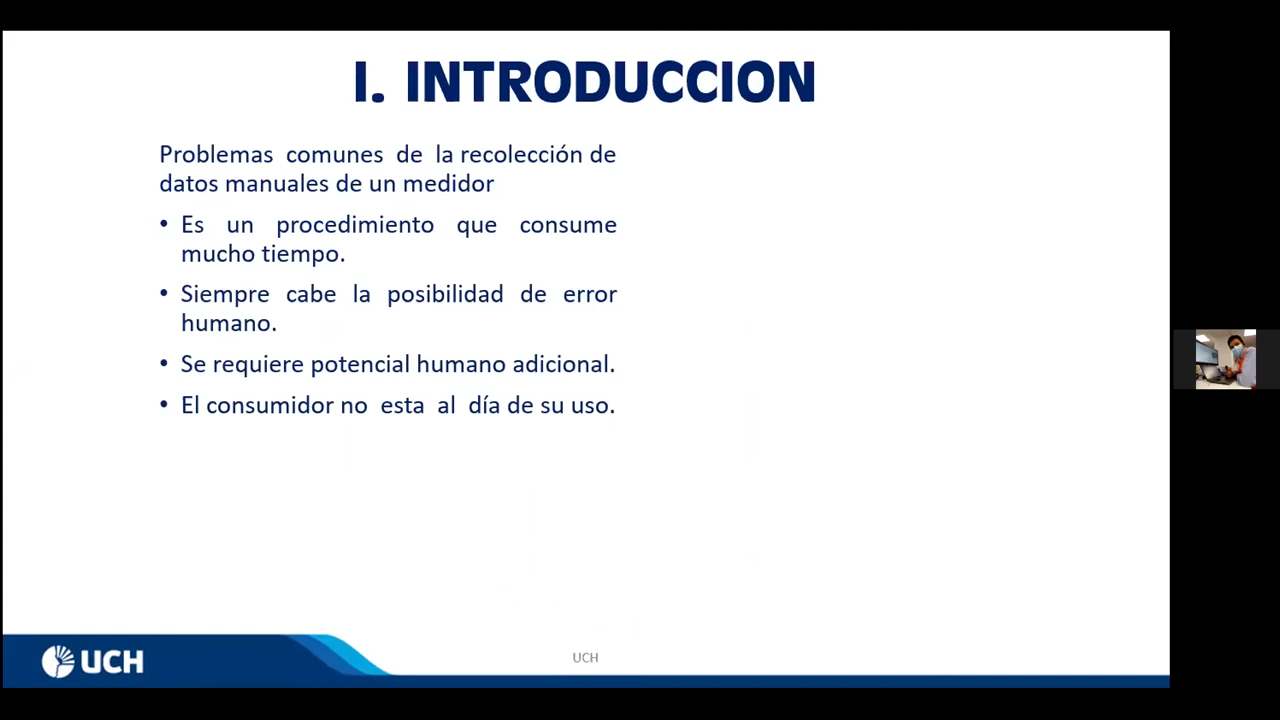 I. INTRODUCCION
Problemas comunes de la recolección de
datos manuales de un medidor
• Es un procedimiento que consume
mucho tiempo.
• Siempre cabe la posibilidad de error
humano.
• Se requiere potencial humano adicional.
• El consumidor no esta al día de su uso.
UCH
UCH